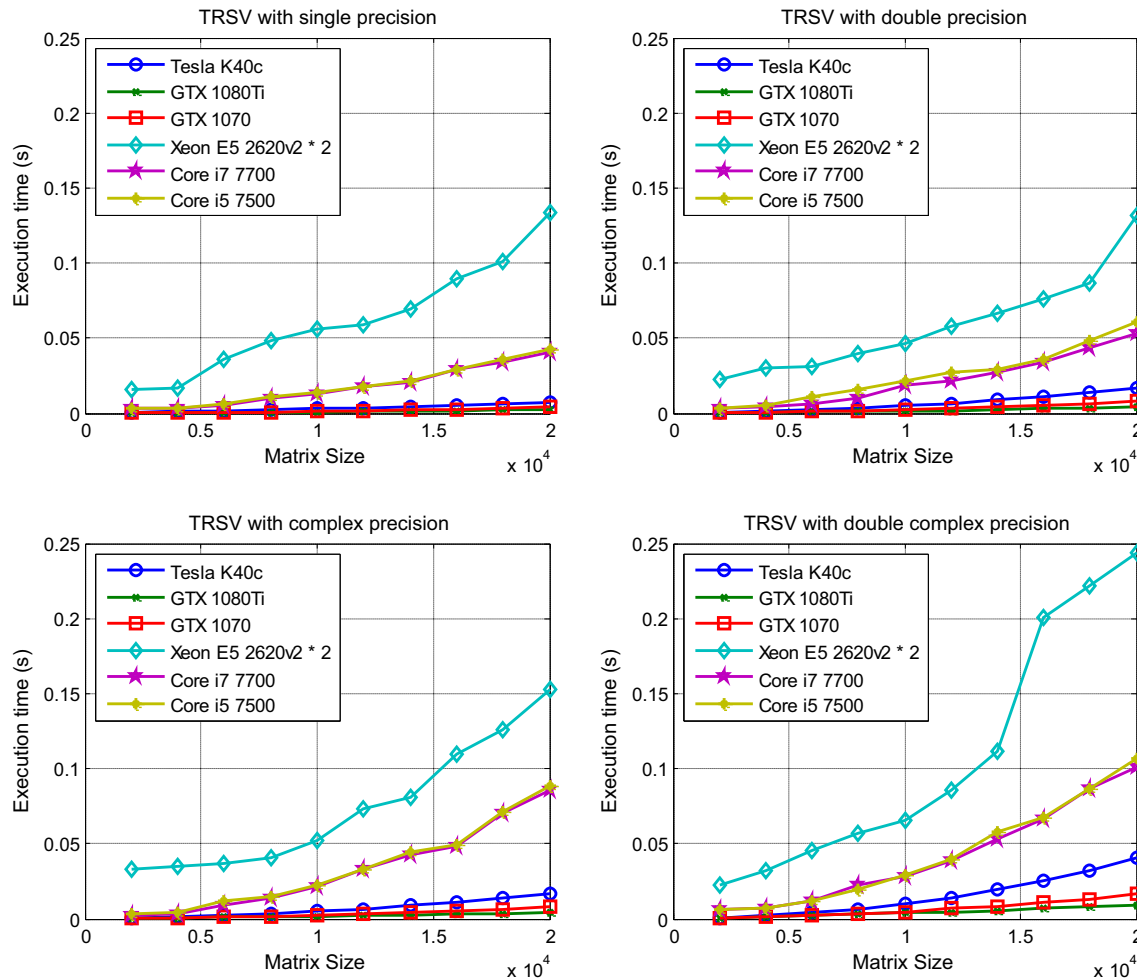 TRSV with single precision
0.25
0.2
0.15
0.1
0.05
0
Execution time (s)
Tesla K40c
GTX 1080Ti
GTX 1070
Xeon E5 2620v2 * 2
Core i7 7700
Core i5 7500
0 0.5 1 1.5 2
x 10^4
Matrix Size
TRSV with double precision
0.25
0.2
0.15
0.1
0.05
0
Execution time (s)
Tesla K40c
GTX 1080Ti
GTX 1070
Xeon E5 2620v2 * 2
Core i7 7700
Core i5 7500
0 0.5 1 1.5 2
x 10^4
Matrix Size
TRSV with complex precision
0.25
0.2
0.15
0.1
0.05
0
Execution time (s)
Tesla K40c
GTX 1080Ti
GTX 1070
Xeon E5 2620v2 * 2
Core i7 7700
Core i5 7500
0 0.5 1 1.5 2
x 10^4
Matrix Size
TRSV with double complex precision
0.25
0.2
0.15
0.1
0.05
0
Execution time (s)
Tesla K40c
GTX 1080Ti
GTX 1070
Xeon E5 2620v2 * 2
Core i7 7700
Core i5 7500
0 0.5 1 1.5 2
x 10^4
Matrix Size